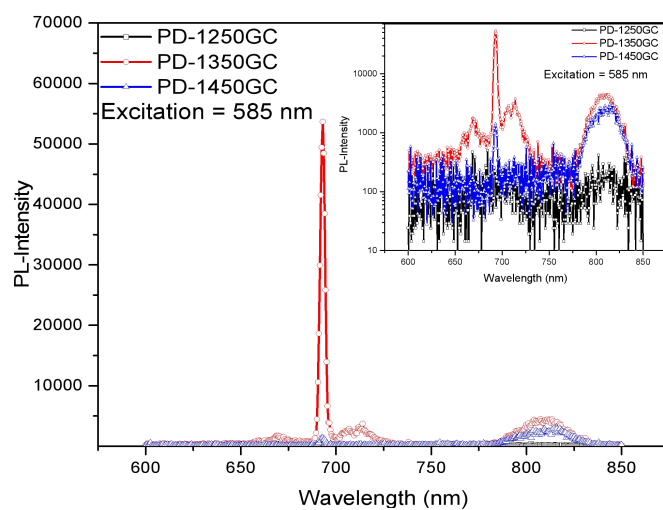 70000
60000
50000
40000
30000
20000
10000
PL-Intensity
PD-1250GC
PD-1350GC
PD-1450GC
Excitation = 585 nm
600
650
700
750
800
850
Wavelength (nm)
10000
1000
100
10
PL-Intensity
PD-1250GC
PD-1350GC
PD-1450GC
Excitation = 585 nm
600
650
700
750
800
850
Wavelength (nm)